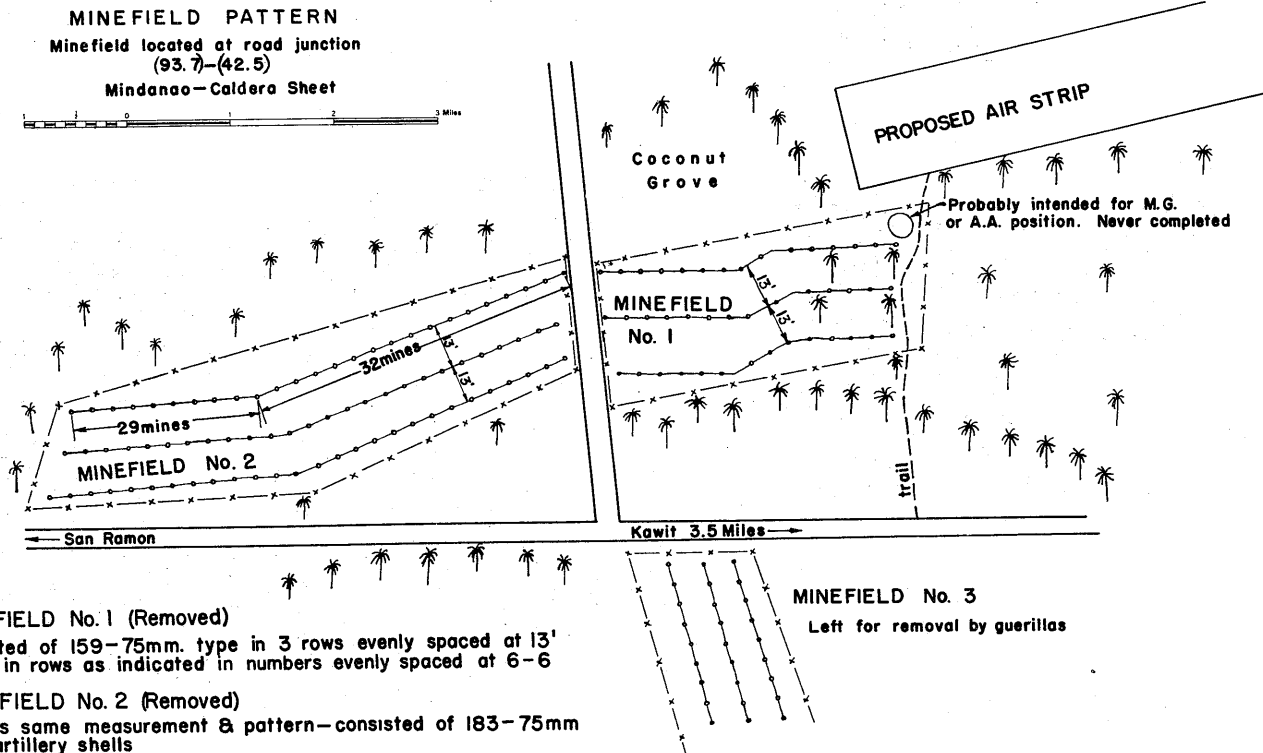 MINEFIELD PATTERN
Minefield located at road junction
(93.7)-(42.5)
Mindanao-Caldera Sheet
1 0 1 2 3 Miles
PROPOSED AIR STRIP
Coconut
Grove
Probably intended for M.G.
or A.A. position. Never completed
MINEFIELD
No. 1
13'
13'
32mines
13'
13'
29mines
MINEFIELD No. 2
trail
San Ramon
Kawit 3.5 Miles
MINEFIELD No. 3
Left for removal by guerillas
FIELD No. 1 (Removed)
ted of 159-75mm. type in 3 rows evenly spaced at 13'
in rows as indicated in numbers evenly spaced at 6-6
FIELD No. 2 (Removed)
s same measurement & pattern-consisted of 183-75mm
artillery shells